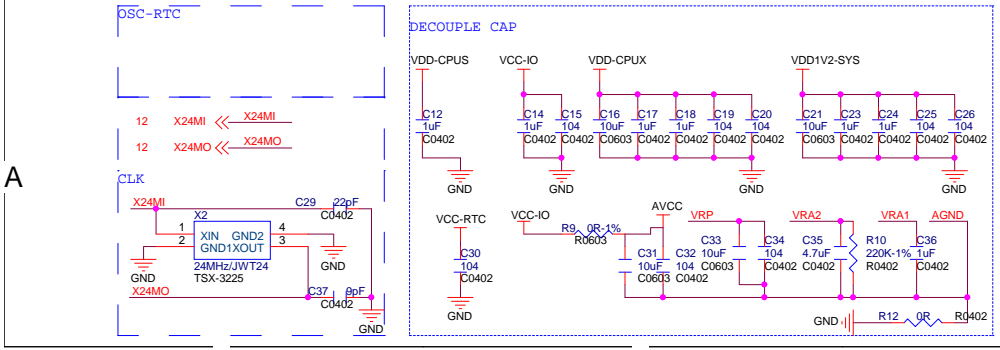 OSC-RTC
DECOUPLE CAP
VDD-CPUS
VCC-IO
VDD-CPUX
VDD1V2-SYS
C12
1uF
C0402
C14
1uF
C0402
C15
104
C0402
C16
10uF
C0603
C17
1uF
C0402
C18
1uF
C0402
C19
104
C0402
C20
104
C0402
C21
10uF
C0603
C23
1uF
C0402
C24
1uF
C0402
C25
104
C0402
C26
104
C0402
12 X24MI X24MI
12 X24MO X24MO
GND
GND
GND
GND
A
CLK
X24MI
C29 22pF
C0402
X2
1 XIN GND2 4
2 GND1 XOUT 3
GND
GND
24MHz/JWT24
TSX-3225
X24MO
C37 9pF
C0402
GND
VCC-RTC
C30
104
C0402
GND
VCC-IO
R9 0R-1%
R0603
AVCC
C31
10uF
C0603
C32
104
C0402
VRP
C33
10uF
C0603
C34
104
C0402
VRA2
C35
4.7uF
C0402
R10
220K-1%
R0402
VRA1
C36
1uF
C0402
AGND
GND
R12 0R R0402